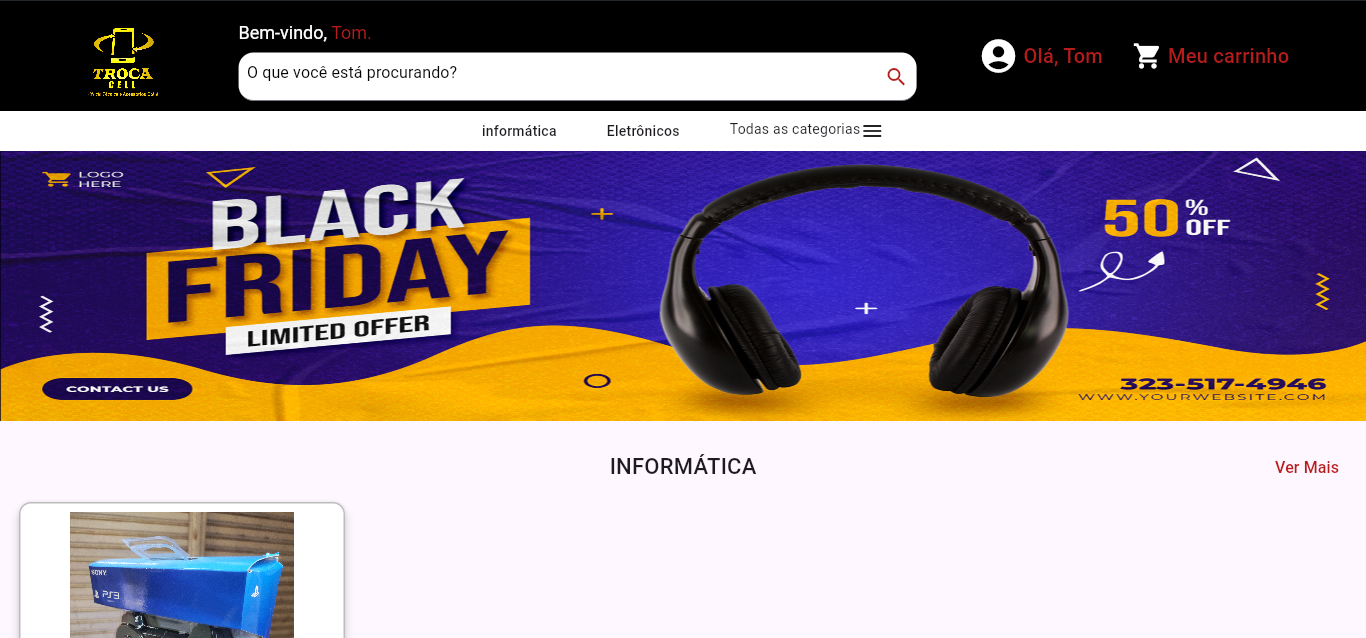 Bem-vindo, Tom.
TROCA
CELL
O que você está procurando?
Olá, Tom
Meu carrinho
informática
Eletrônicos
Todas as categorias
LOGO
HERE
BLACK
FRIDAY
LIMITED OFFER
50%
OFF
CONTACT US
323-517-4946
WWW.YOURWEBSITE.COM
INFORMÁTICA
Ver Mais
SONY
PS3